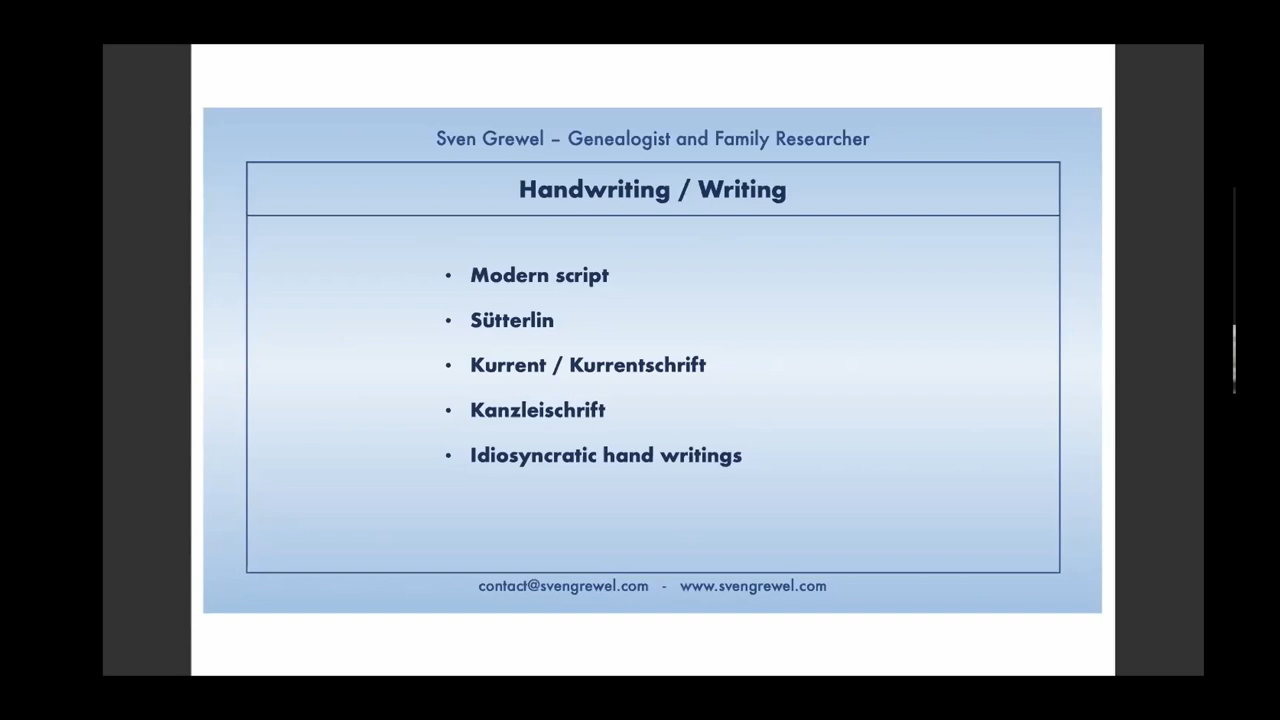 Sven Grewel – Genealogist and Family Researcher
Handwriting / Writing
• Modern script
• Sütterlin
• Kurrent / Kurrentschrift
• Kanzleischrift
• Idiosyncratic hand writings
contact@svengrewel.com - www.svengrewel.com